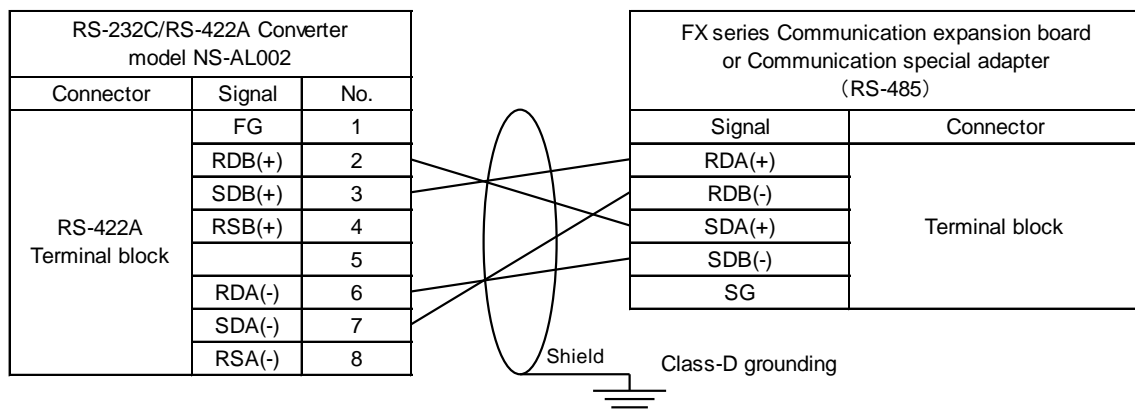 RS-232C/RS-422A Converter
model NS-AL002
Connector Signal No.
FG 1
RDB(+) 2
SDB(+) 3
RSB(+) 4
5
RDA(-) 6
SDA(-) 7
RSA(-) 8
RS-422A
Terminal block
FX series Communication expansion board
or Communication special adapter
(RS-485)
Signal Connector
RDA(+)
RDB(-)
SDA(+)
SDB(-)
SG
Terminal block
Shield
Class-D grounding